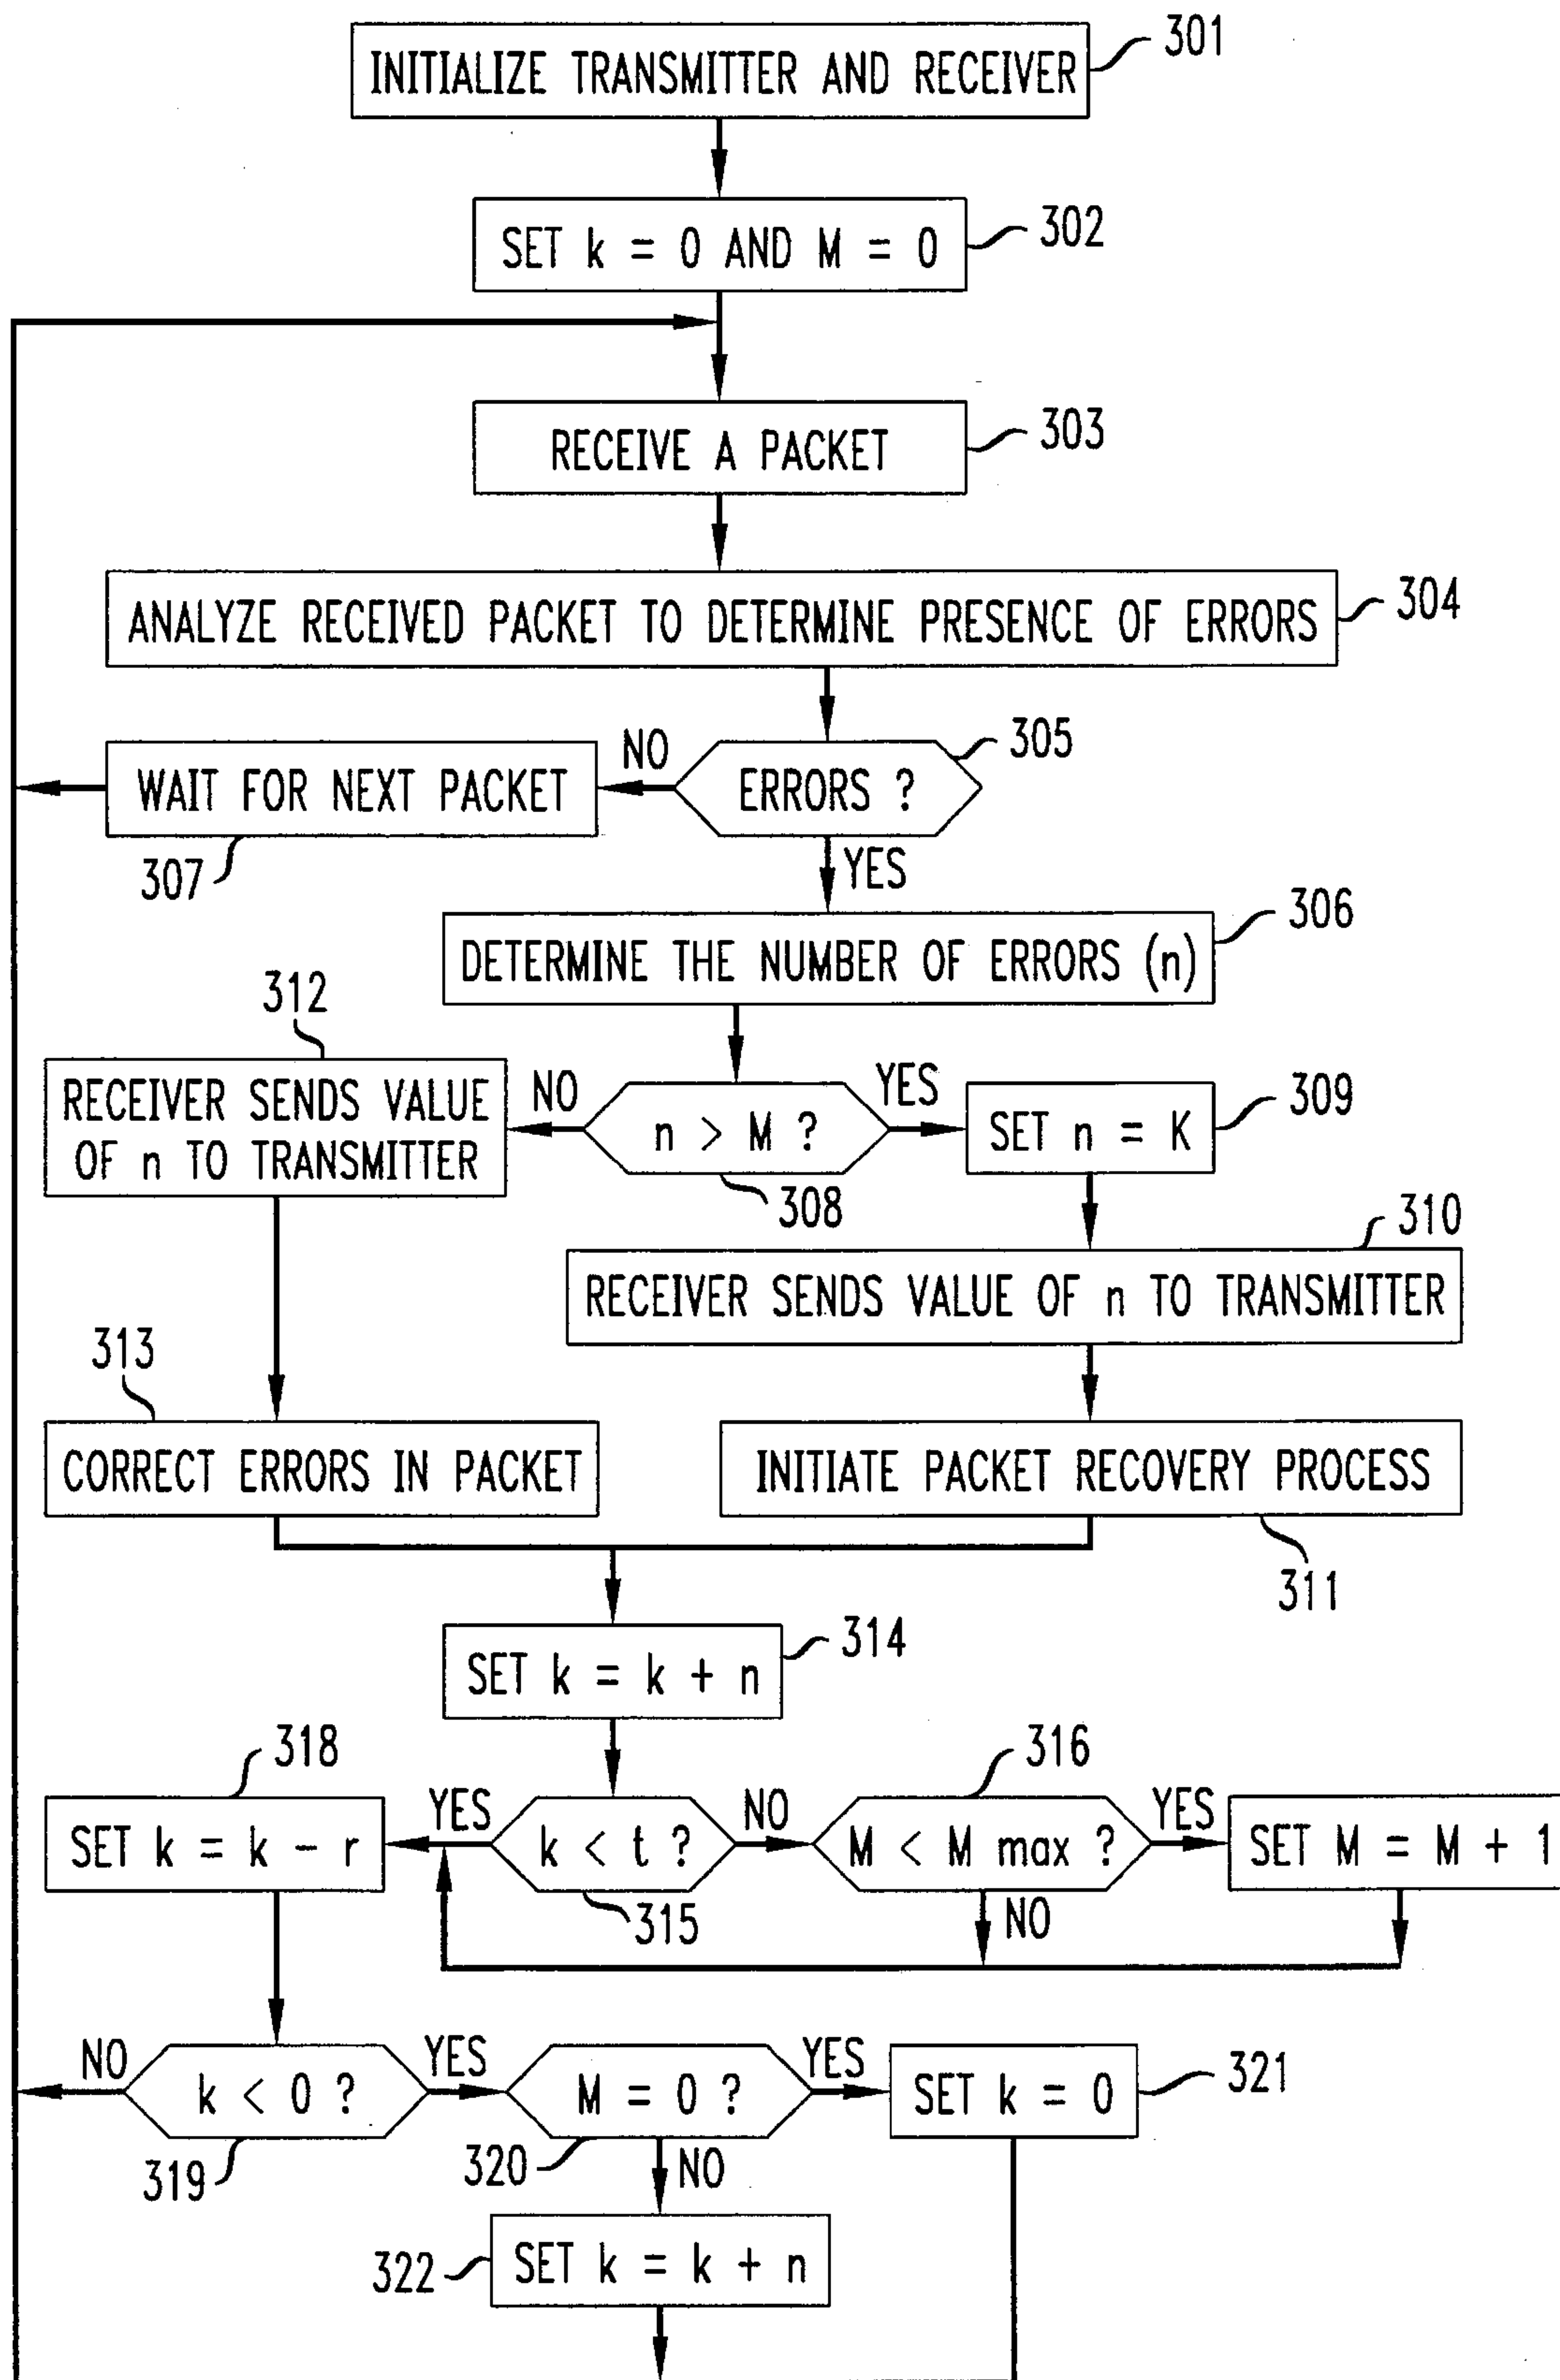 INITIALIZE TRANSMITTER AND RECEIVER
301
SET k = 0 AND M = 0
302
RECEIVE A PACKET
303
ANALYZE RECEIVED PACKET TO DETERMINE PRESENCE OF ERRORS
304
WAIT FOR NEXT PACKET
307
NO
ERRORS ?
305
YES
DETERMINE THE NUMBER OF ERRORS (n)
306
312
RECEIVER SENDS VALUE
OF n TO TRANSMITTER
NO
n > M ?
308
YES
SET n = K
309
310
RECEIVER SENDS VALUE OF n TO TRANSMITTER
313
CORRECT ERRORS IN PACKET
INITIATE PACKET RECOVERY PROCESS
311
SET k = k + n
314
318
SET k = k - r
YES
k < t ?
315
NO
316
M < M max ?
NO
YES
SET M = M + 1
NO
k < 0 ?
319
YES
M = 0 ?
320
NO
YES
SET k = 0
321
322
SET k = k + n